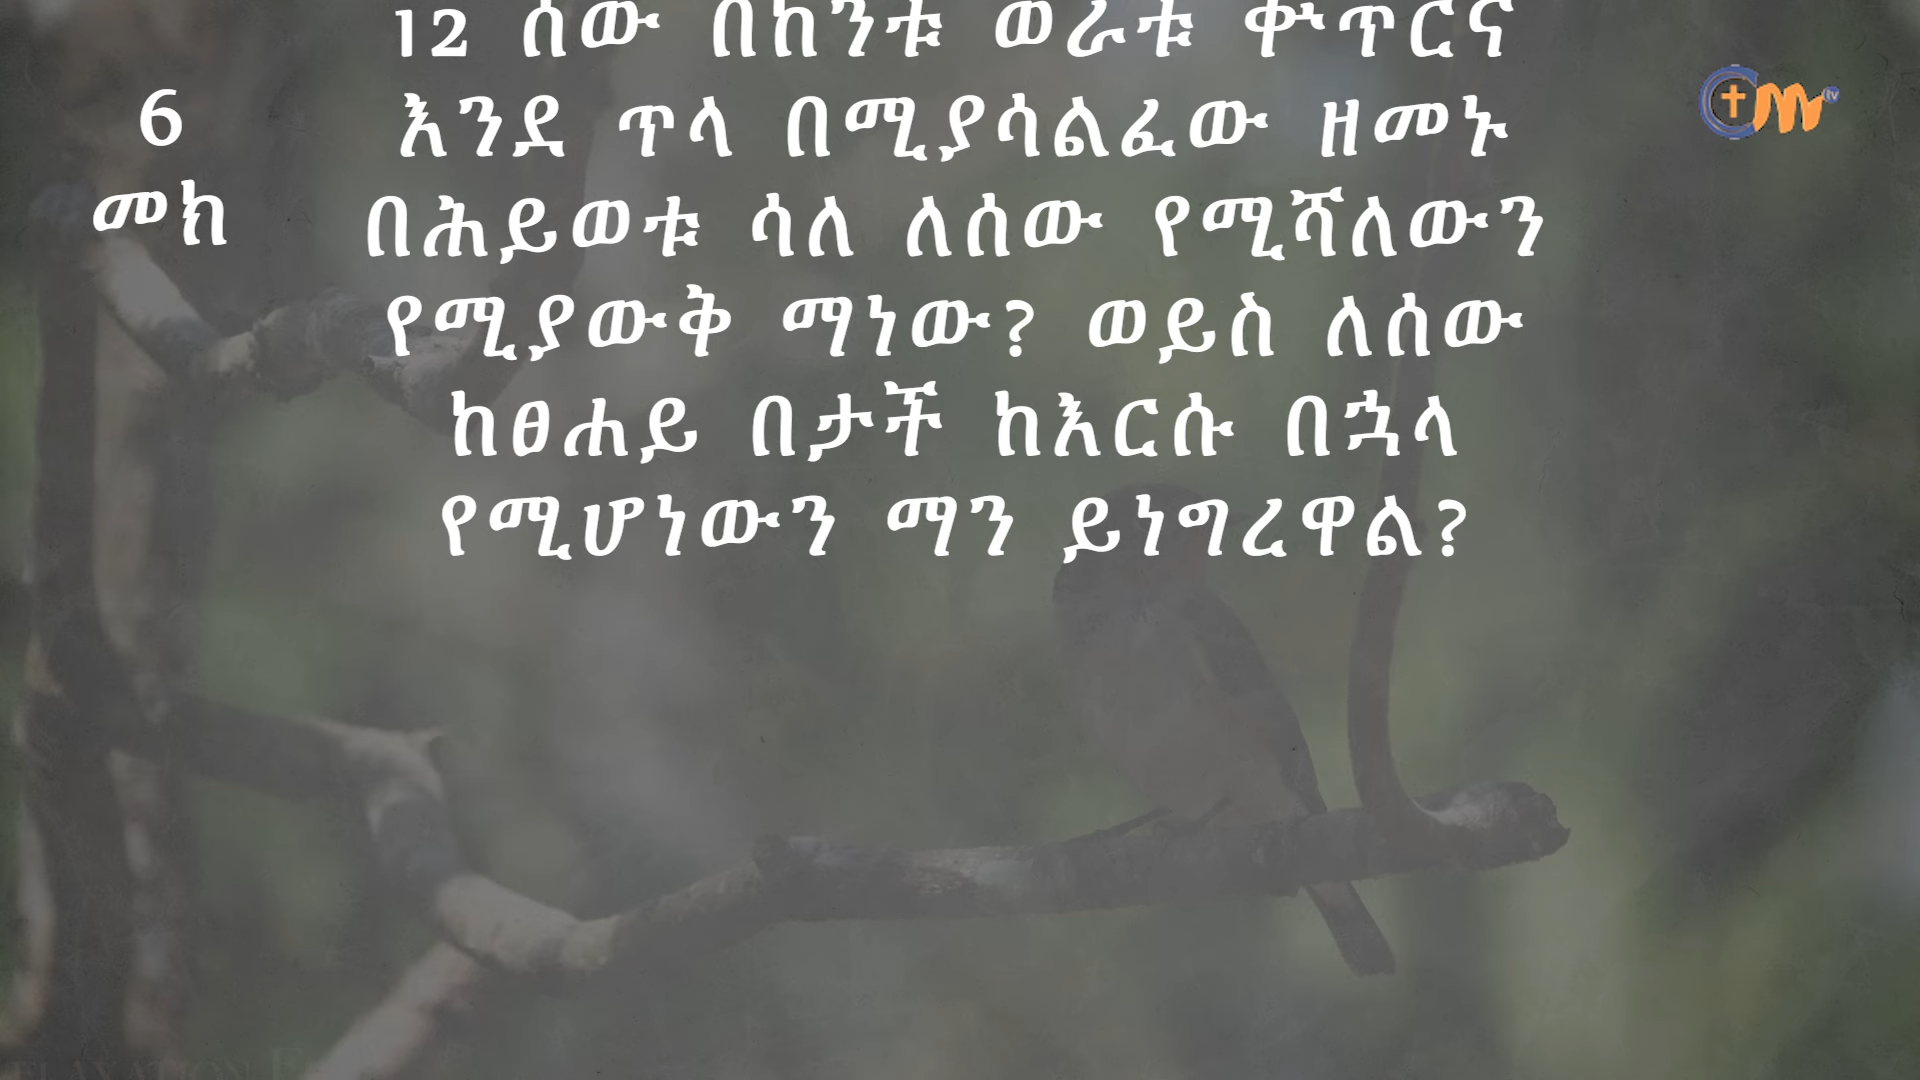 6
መክ
12 ሰው በከንቱ ወራቱ ቍጥርና
እንደ ጥላ በሚያሳልፈው ዘመኑ
በሕይወቱ ሳለ ለሰው የሚሻለውን
የሚያውቅ ማነው? ወይስ ለሰው
ከፀሐይ በታች ከእርሱ በኋላ
የሚሆነውን ማን ይነግረዋል?
tv